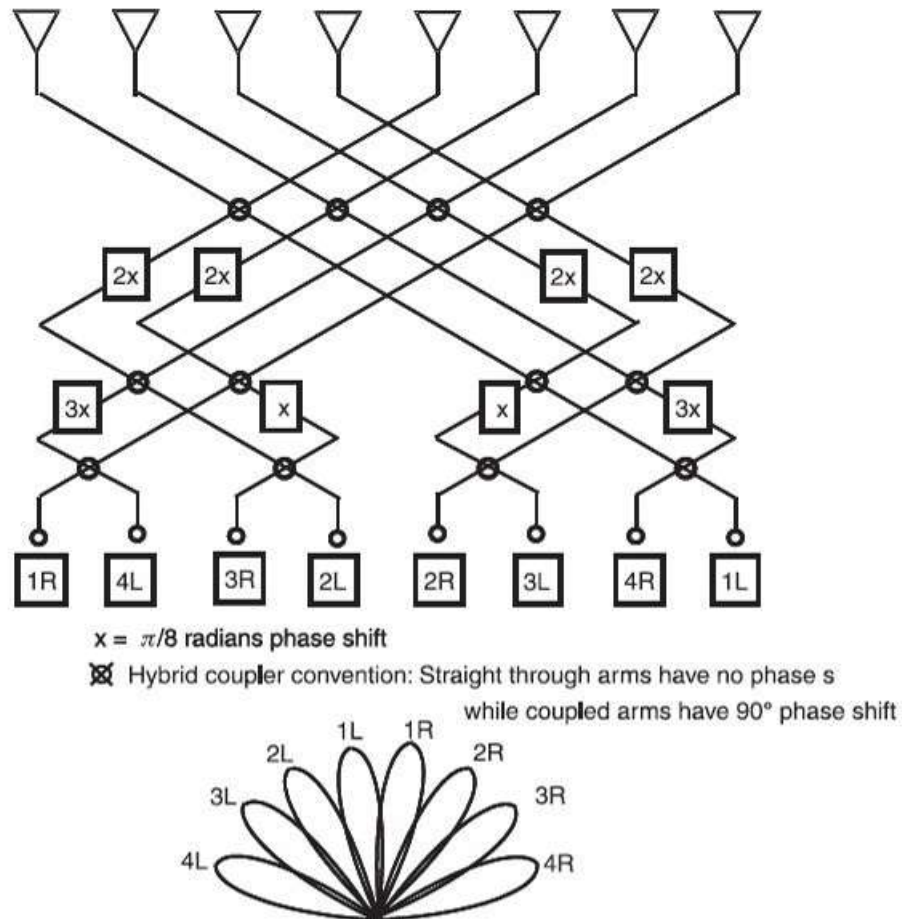 2x 2x 2x 2x
3x x x 3x
1R 4L 3R 2L 2R 3L 4R 1L
x = π/8 radians phase shift
Hybrid coupler convention: Straight through arms have no phase s
while coupled arms have 90° phase shift
1L 1R
2L 2R
3L 3R
4L 4R